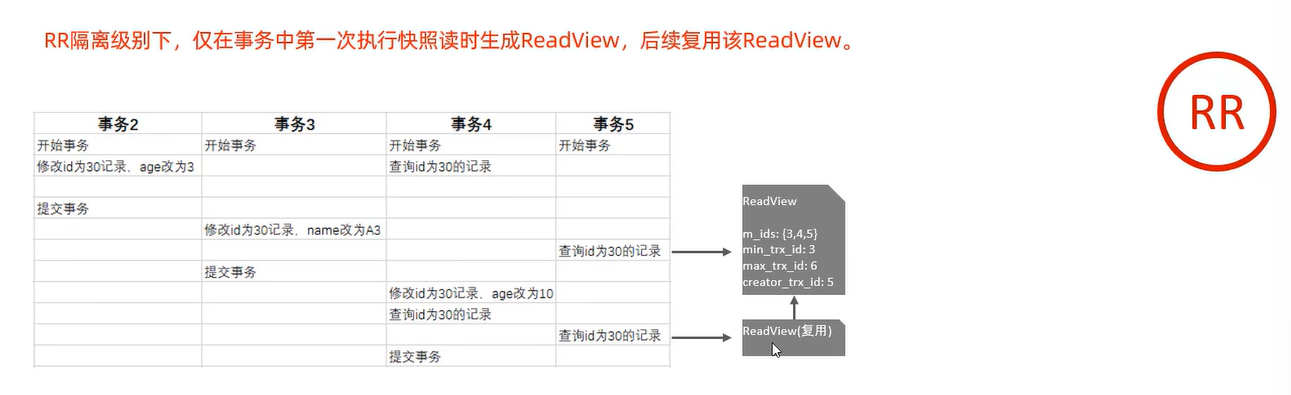 RR隔离级别下，仅在事务中第一次执行快照读时生成ReadView，后续复用该ReadView。
RR
事务2 事务3 事务4 事务5
开始事务 开始事务 开始事务 开始事务
修改id为30记录，age改为3 查询id为30的记录
提交事务
修改id为30记录，name改为A3
查询id为30的记录
提交事务
修改id为30记录，age改为10
查询id为30的记录
查询id为30的记录
提交事务
ReadView
m_ids: {3,4,5}
min_trx_id: 3
max_trx_id: 6
creator_trx_id: 5
ReadView(复用)